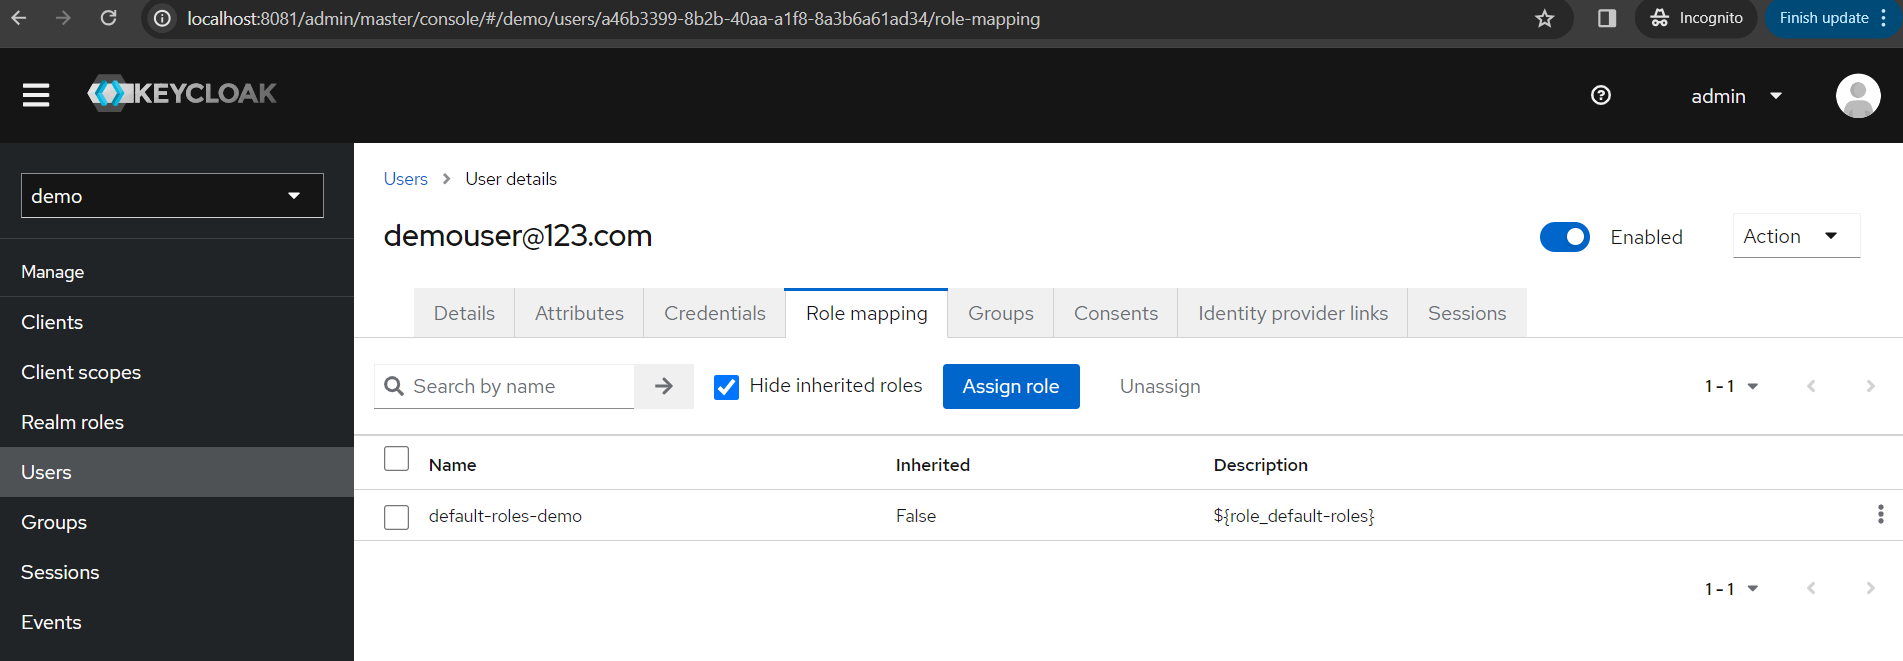 localhost:8081/admin/master/console/#/demo/users/a46b3399-8b2b-40aa-a1f8-8a3b6a61ad34/role-mapping
Incognito
Finish update
KEYCLOAK
admin
demo
Manage
Clients
Client scopes
Realm roles
Users
Groups
Sessions
Events
Users > User details
demouser@123.com
Enabled
Action
Details Attributes Credentials Role mapping Groups Consents Identity provider links Sessions
Search by name Hide inherited roles Assign role Unassign 1 - 1
Name Inherited Description
default-roles-demo False ${role_default-roles}
1 - 1